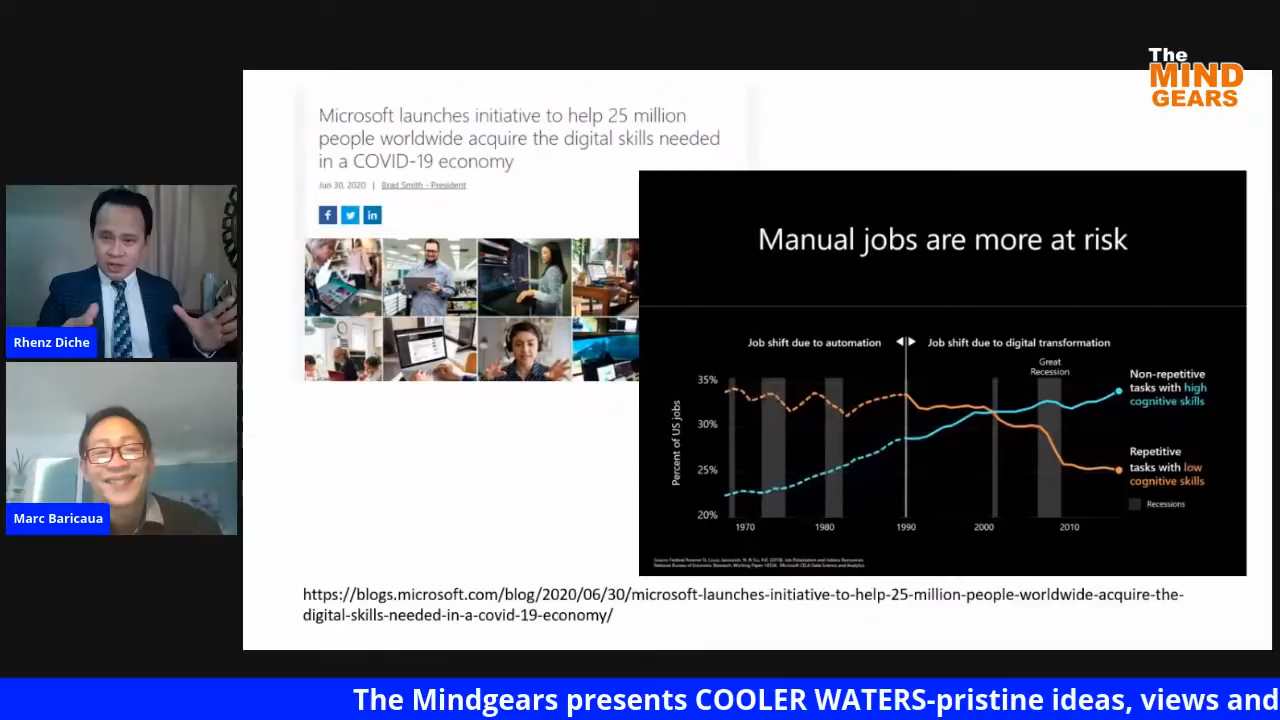 The
MIND
GEARS
Microsoft launches initiative to help 25 million
people worldwide acquire the digital skills needed
in a COVID-19 economy
Jun 30, 2020 | Brad Smith - President
Manual jobs are more at risk
Job shift due to automation
Job shift due to digital transformation
Great
Recession
Percent of US jobs
35%
30%
25%
20%
1970
1980
1990
2000
2010
Non-repetitive
tasks with high
cognitive skills
Repetitive
tasks with low
cognitive skills
Recessions
Rhenz Diche
Marc Baricaua
https://blogs.microsoft.com/blog/2020/06/30/microsoft-launches-initiative-to-help-25-million-people-worldwide-acquire-the-
digital-skills-needed-in-a-covid-19-economy/
The Mindgears presents COOLER WATERS-pristine ideas, views and